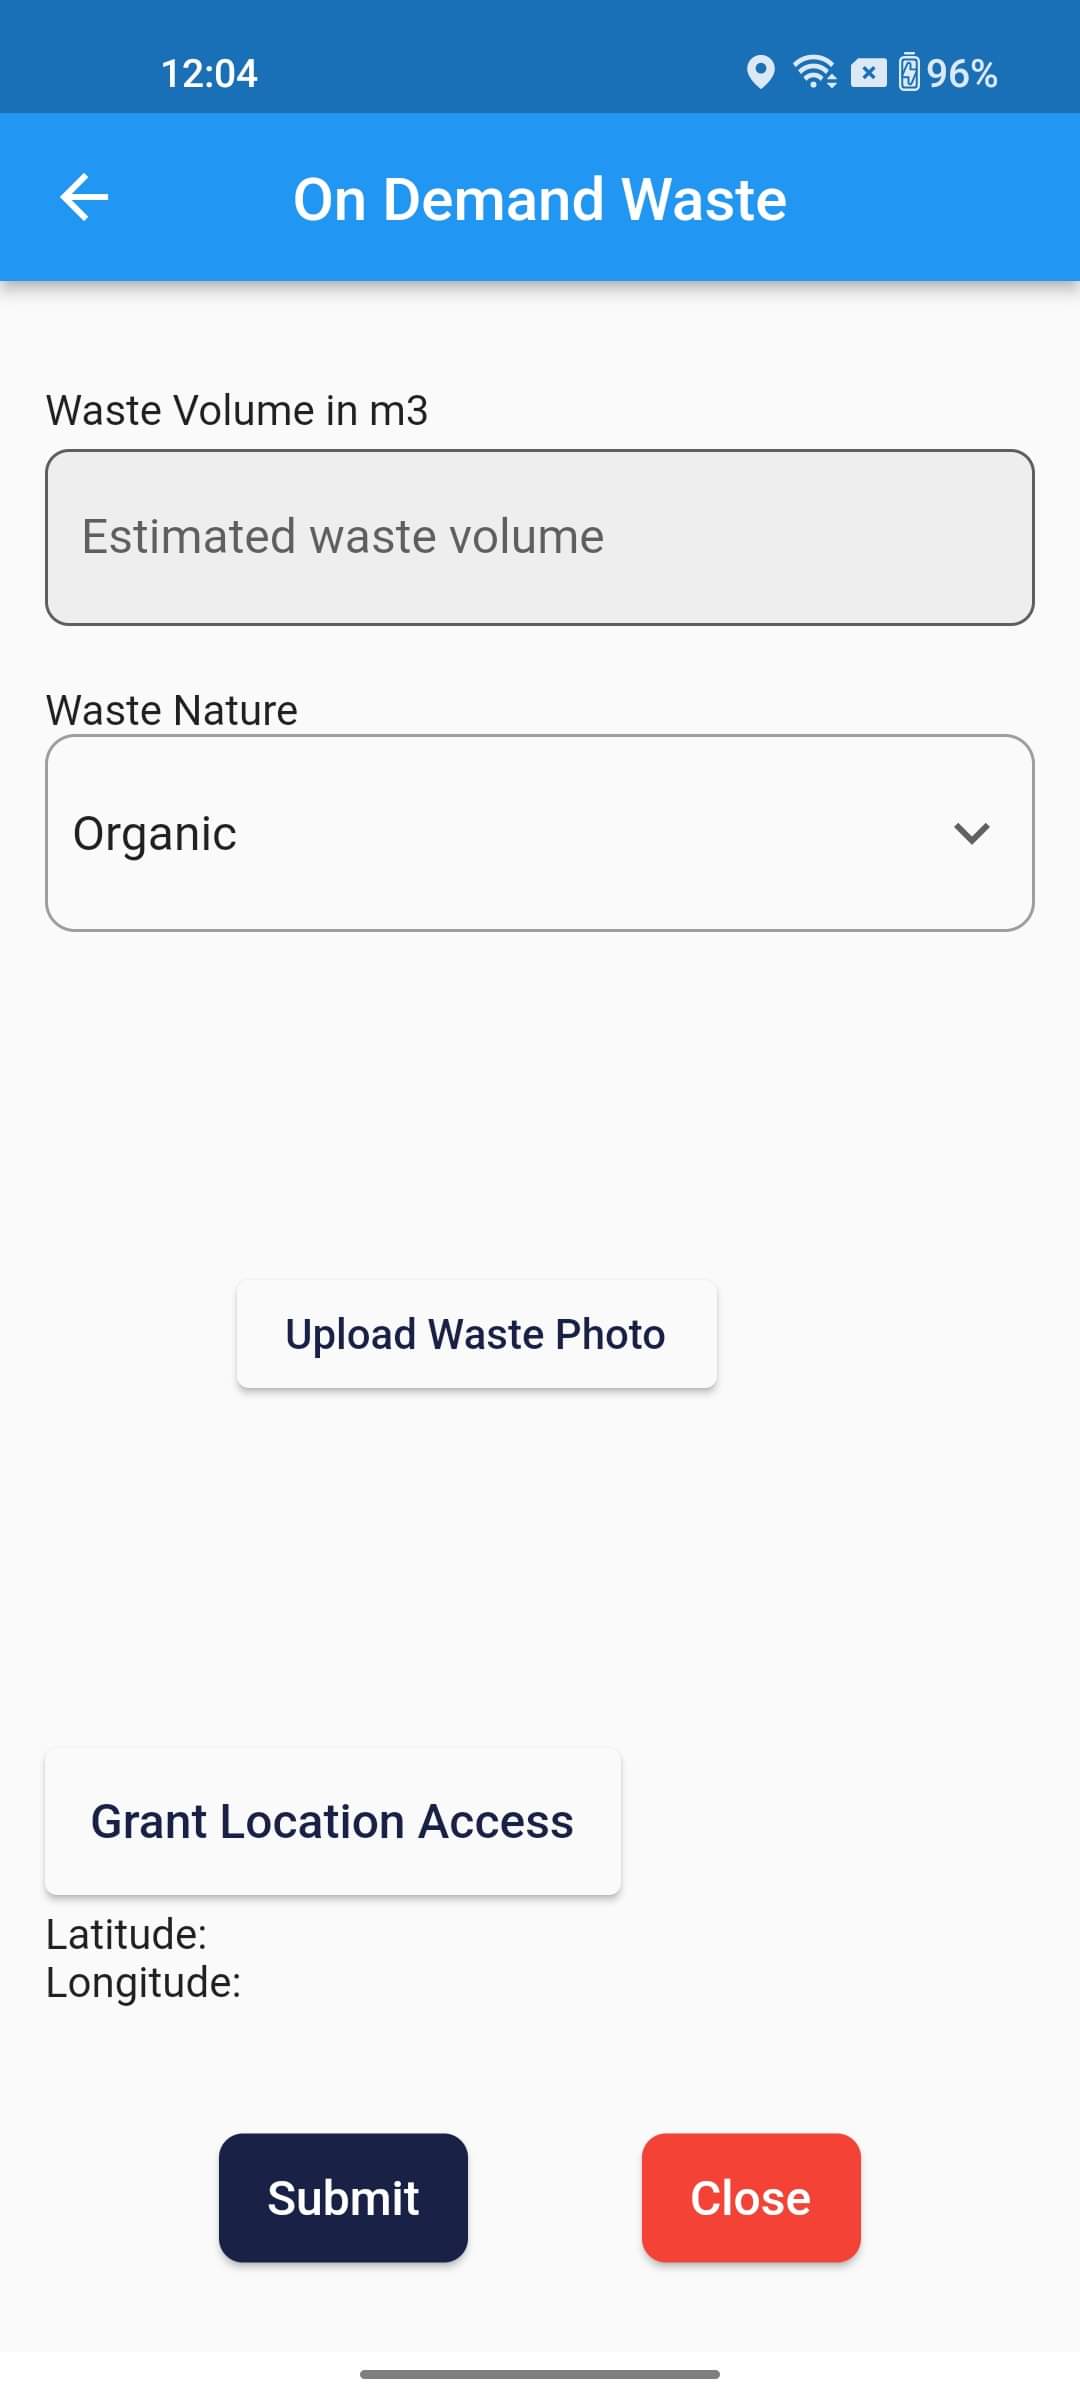 12:04
96%
On Demand Waste
Waste Volume in m3
Estimated waste volume
Waste Nature
Organic
Upload Waste Photo
Grant Location Access
Latitude:
Longitude:
Submit
Close